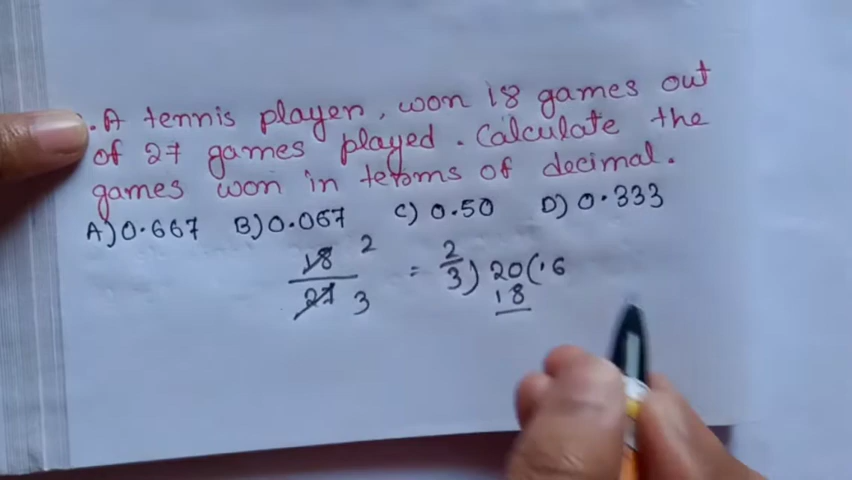 .A tennis player, won 18 games out
of 27 games played. Calculate the
games won in terms of decimal.
A) 0.667 B) 0.067 C) 0.50 D) 0.333
18 2
27 3
= 2
3 ) 20 ( .6
18